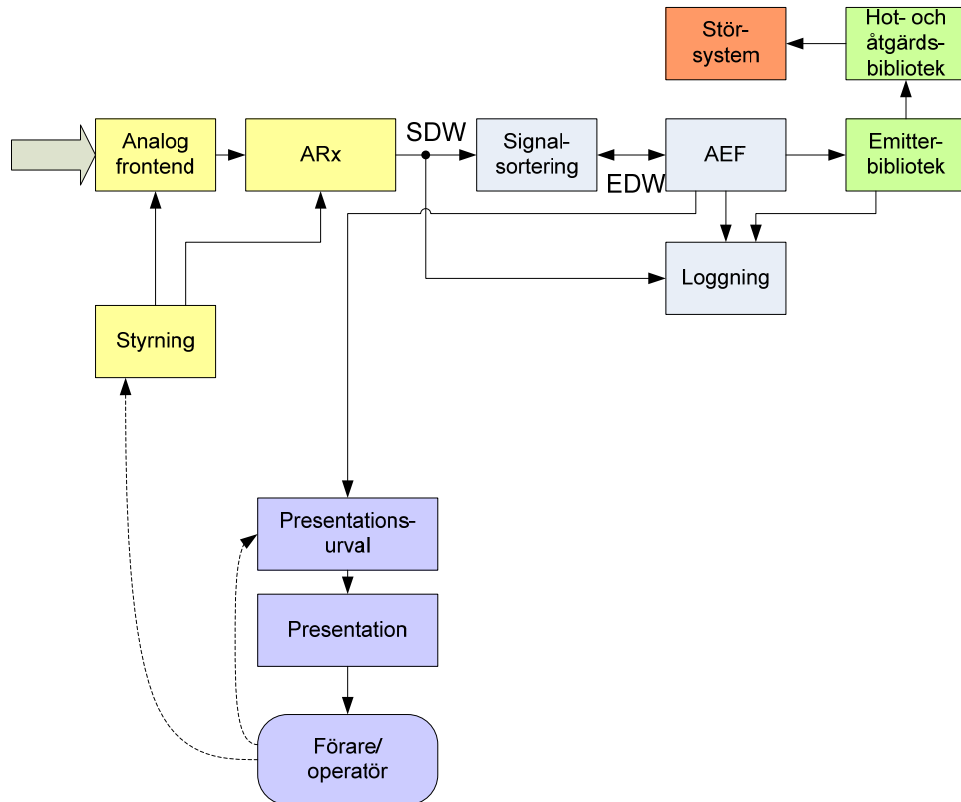 Stör-
system
Hot- och
åtgärds-
bibliotek
Analog
frontend
ARx
SDW
Signal-
sortering
EDW
AEF
Emitter-
bibliotek
Loggning
Styrning
Presentations-
urval
Presentation
Förare/
operatör